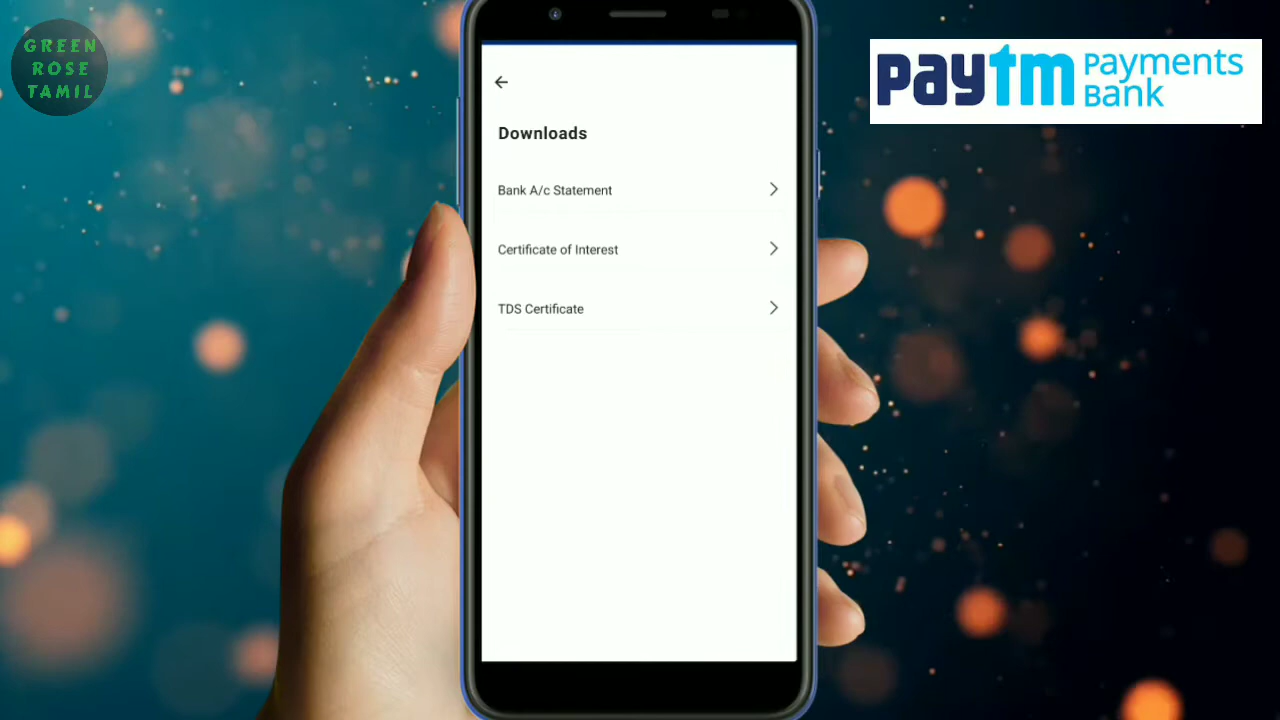 GREEN
ROSE
TAMIL
paytm Payments
Bank
Downloads
Bank A/c Statement
Certificate of Interest
TDS Certificate